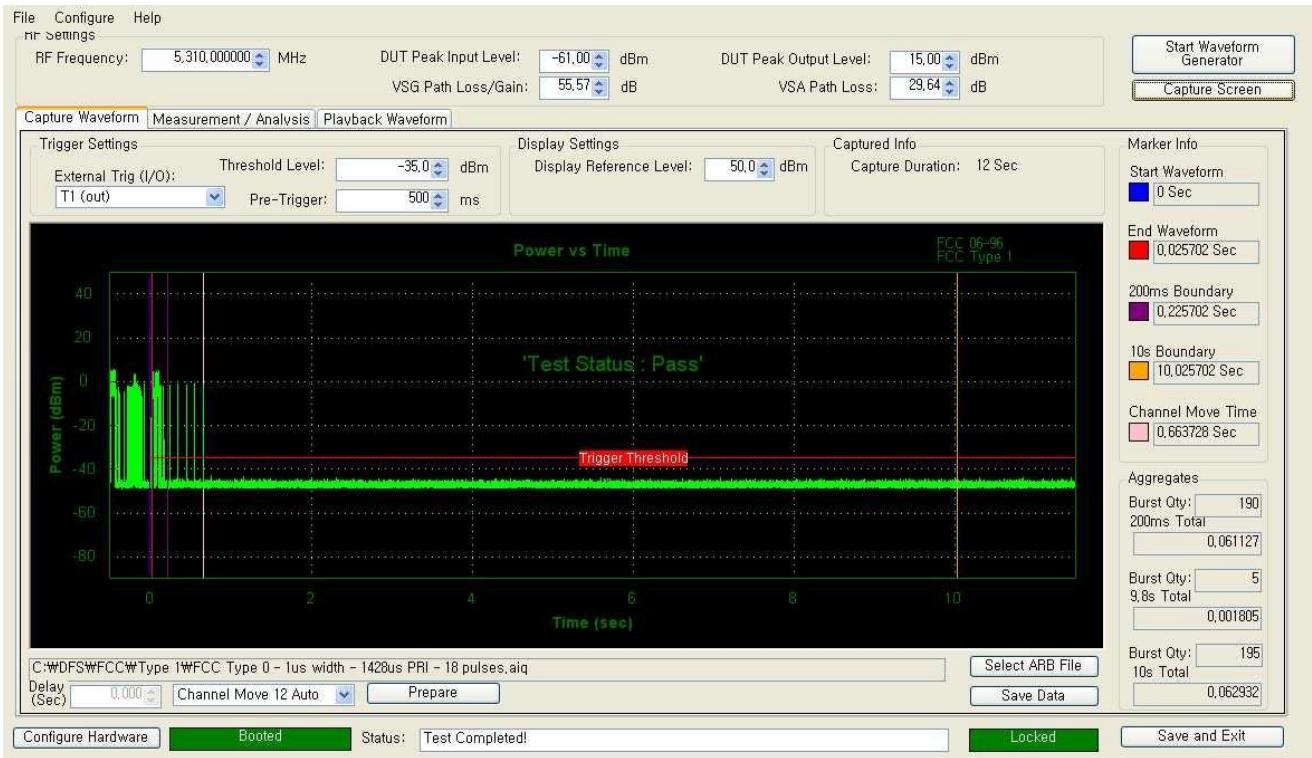 File Configure Help
RF Settings
RF Frequency: 5,310,000000 MHz DUT Peak Input Level: -61,00 dBm DUT Peak Output Level: 15,00 dBm
VSG Path Loss/Gain: 55,57 dB VSA Path Loss: 29,64 dB
Start Waveform
Generator
Capture Screen
Capture Waveform Measurement / Analysis Playback Waveform
Trigger Settings
External Trig (I/O):
T1 (out)
Threshold Level: -35,0 dBm
Pre-Trigger: 500 ms
Display Settings
Display Reference Level: 50,0 dBm
Captured Info
Capture Duration: 12 Sec
Marker Info
Start Waveform
0 Sec
End Waveform
0,025702 Sec
200ms Boundary
0,225702 Sec
10s Boundary
10,025702 Sec
Channel Move Time
0,663728 Sec
Power vs Time
FCC 06-96
FCC Type 1
40
20
0
-20
-40
-60
-80
Power (dBm)
'Test Status : Pass'
Trigger Threshold
0 2 4 6 8 10
Time (sec)
Aggregates
Burst Qty: 190
200ms Total
0,061127
Burst Qty: 5
9,8s Total
0,001805
Burst Qty: 195
10s Total
0,062932
C:₩DFS₩FCC₩Type 1₩FCC Type 0 - 1us width - 1428us PRI - 18 pulses,aiq
Select ARB File
Delay
(Sec) 0,000 Channel Move 12 Auto Prepare
Save Data
Configure Hardware Booted Status: Test Completed! Locked Save and Exit